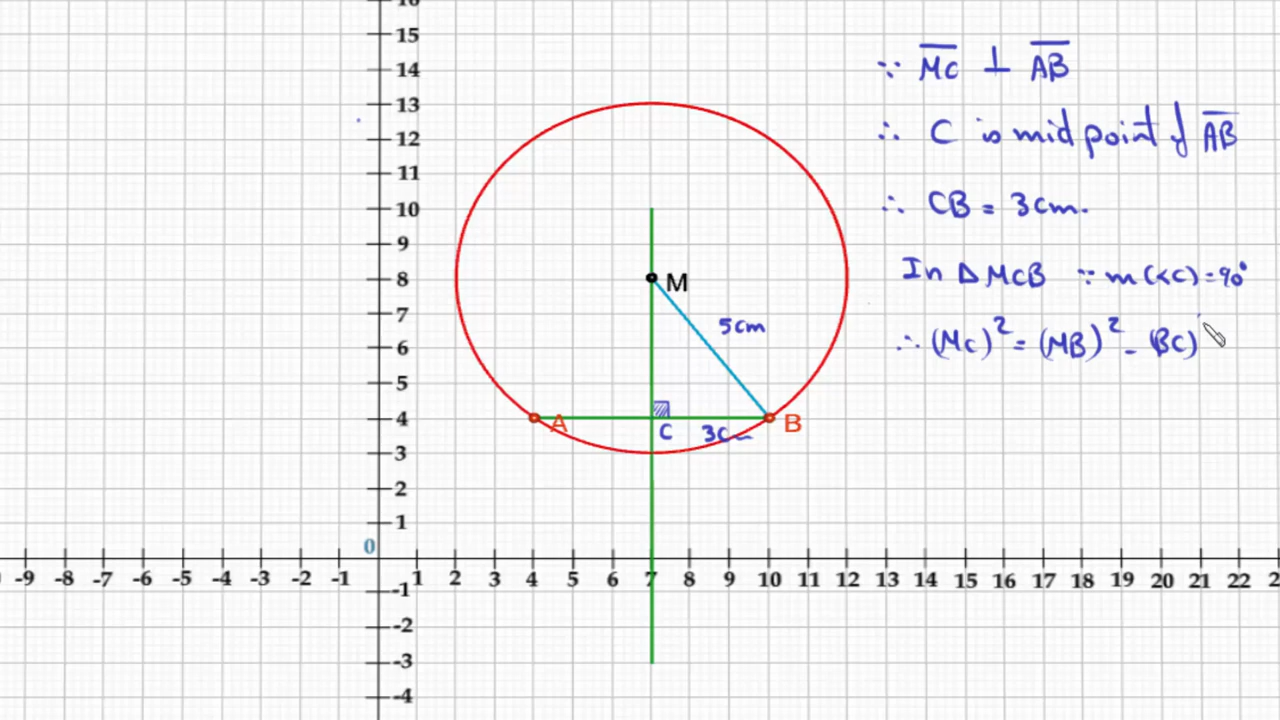 16
15
14
13
12
11
10
9
8
7
6
5
4
3
2
1
0
-1
-2
-3
-4
-9 -8 -7 -6 -5 -4 -3 -2 -1 1 2 3 4 5 6 7 8 9 10 11 12 13 14 15 16 17 18 19 20 21 22
M
5cm
A
C
3c
B
∵ MC ⊥ AB
∴ C is mid point of AB
∴ CB = 3cm.
In Δ MCB ∵ m(<C) = 90°
∴ (MC)² = (MB)² - (BC)